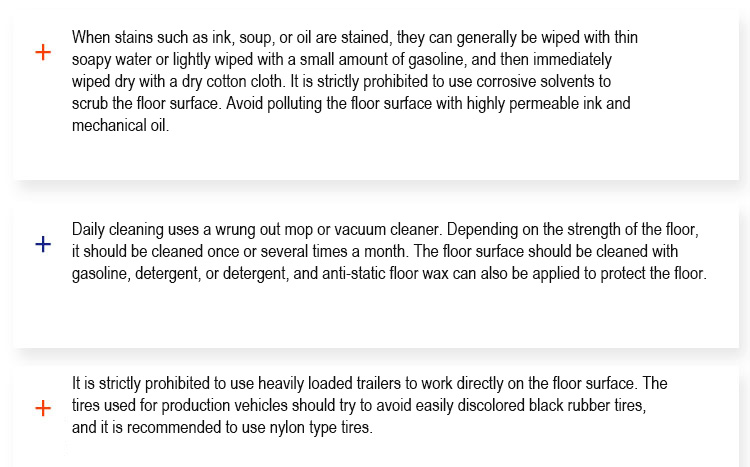 When stains such as ink, soup, or oil are stained, they can generally be wiped with thin
soapy water or lightly wiped with a small amount of gasoline, and then immediately
wiped dry with a dry cotton cloth. It is strictly prohibited to use corrosive solvents to
scrub the floor surface. Avoid polluting the floor surface with highly permeable ink and
mechanical oil.
Daily cleaning uses a wrung out mop or vacuum cleaner. Depending on the strength of the floor,
it should be cleaned once or several times a month. The floor surface should be cleaned with
gasoline, detergent, or detergent, and anti-static floor wax can also be applied to protect the floor.
It is strictly prohibited to use heavily loaded trailers to work directly on the floor surface. The
tires used for production vehicles should try to avoid easily discolored black rubber tires,
and it is recommended to use nylon type tires.